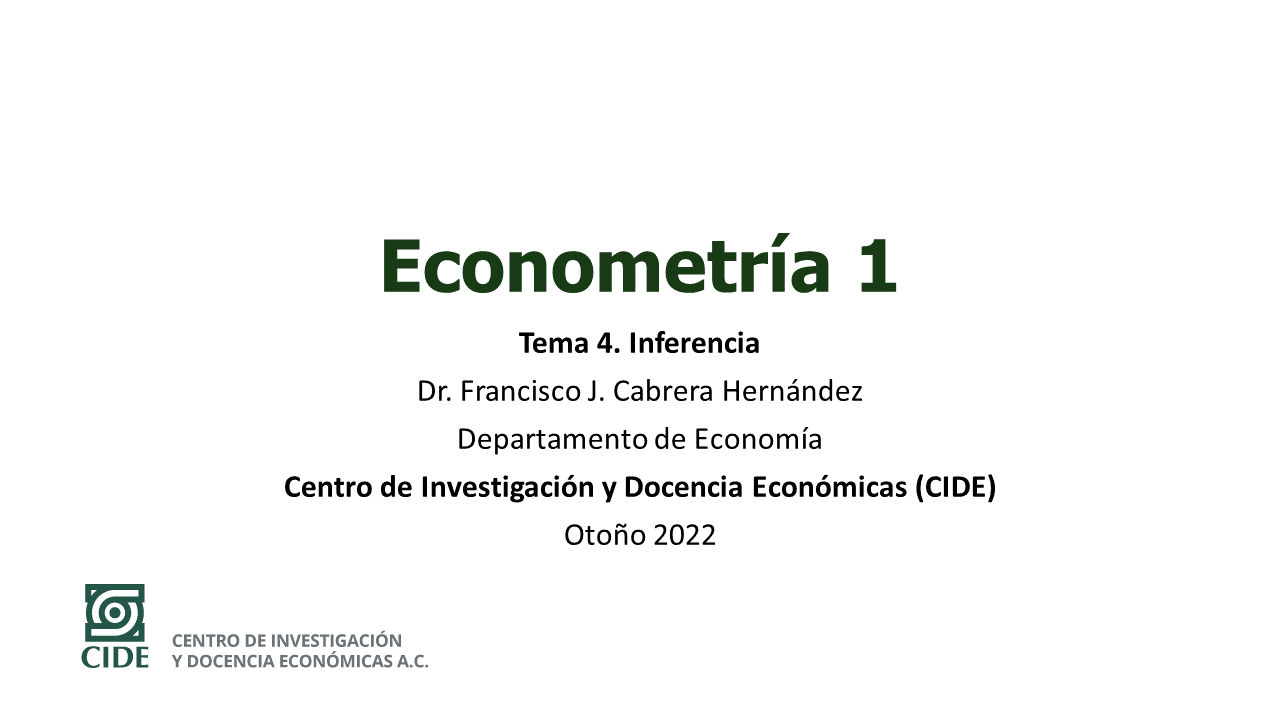 Econometría 1
Tema 4. Inferencia
Dr. Francisco J. Cabrera Hernández
Departamento de Economía
Centro de Investigación y Docencia Económicas (CIDE)
Otoño 2022
CIDE
CENTRO DE INVESTIGACIÓN
Y DOCENCIA ECONÓMICAS A.C.